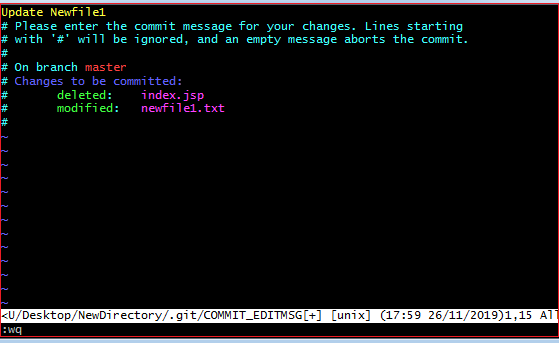 Update Newfile1
# Please enter the commit message for your changes. Lines starting
# with '#' will be ignored, and an empty message aborts the commit.
#
# On branch master
# Changes to be committed:
#       deleted:    index.jsp
#       modified:   newfile1.txt
#
~
~
~
~
~
~
~
~
~
~
~
~
~
<U/Desktop/NewDirectory/.git/COMMIT_EDITMSG[+] [unix] (17:59 26/11/2019)1,15 All
:wq